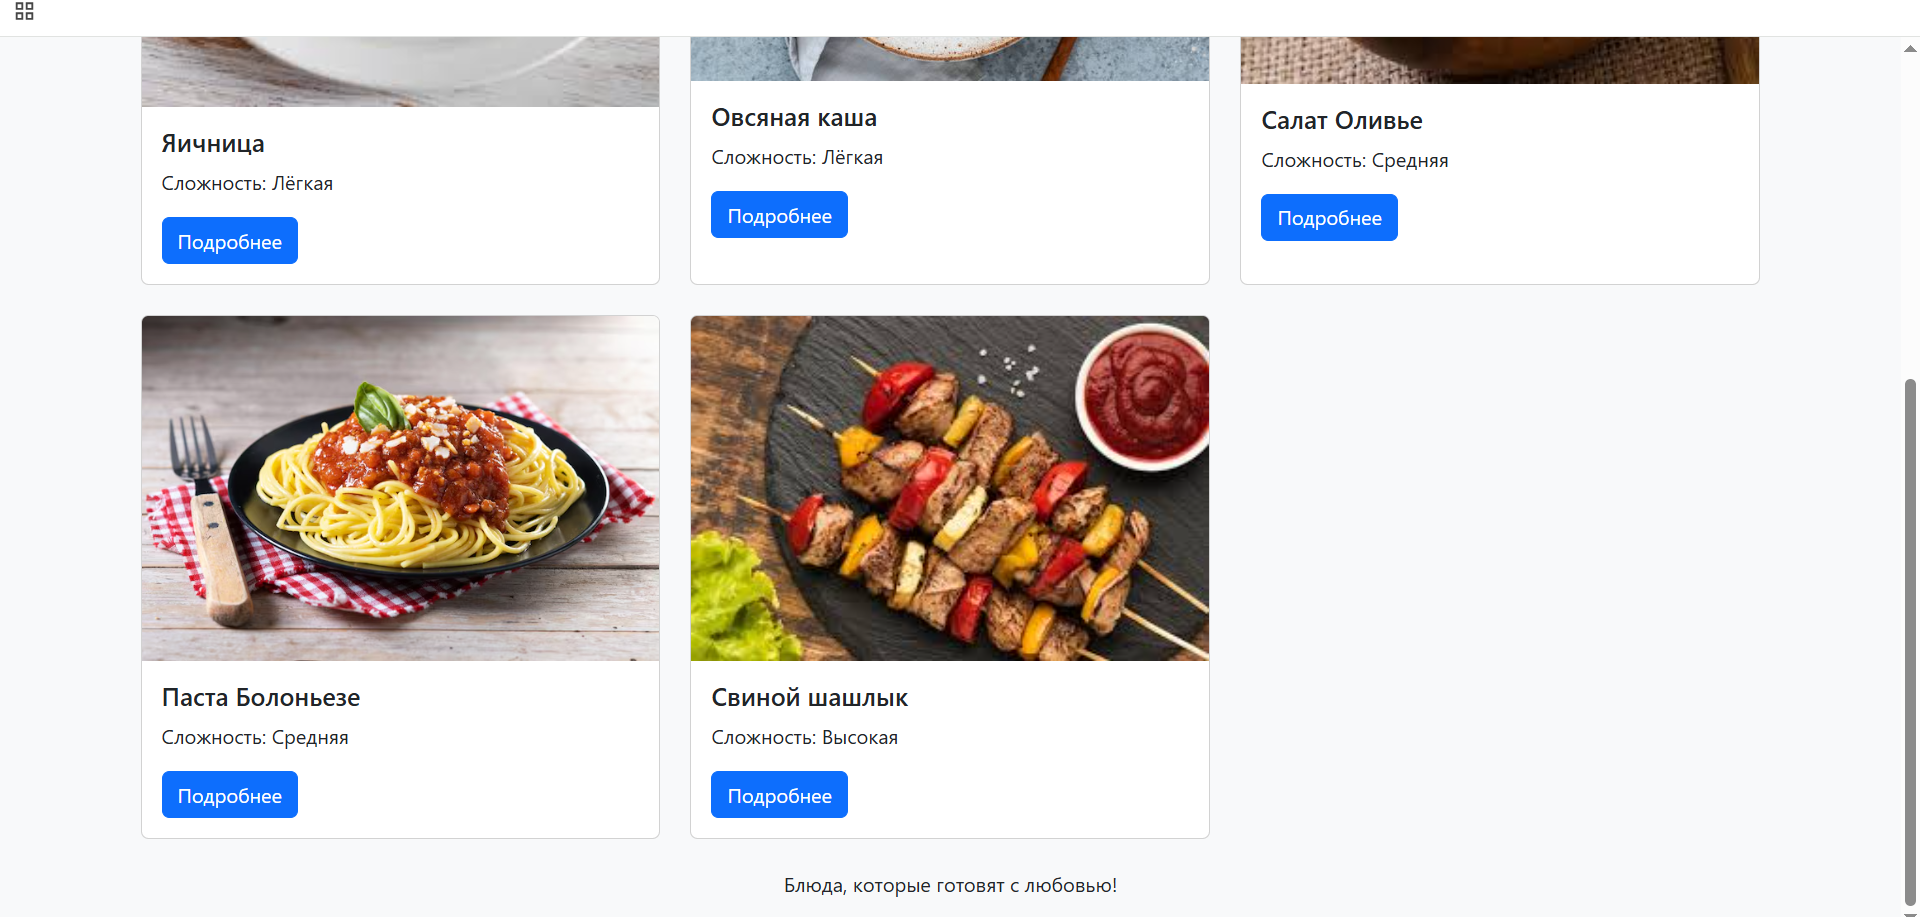 Яичница
Сложность: Лёгкая
Подробнее
Овсяная каша
Сложность: Лёгкая
Подробнее
Салат Оливье
Сложность: Средняя
Подробнее
Паста Болоньезе
Сложность: Средняя
Подробнее
Свиной шашлык
Сложность: Высокая
Подробнее
Блюда, которые готовят с любовью!